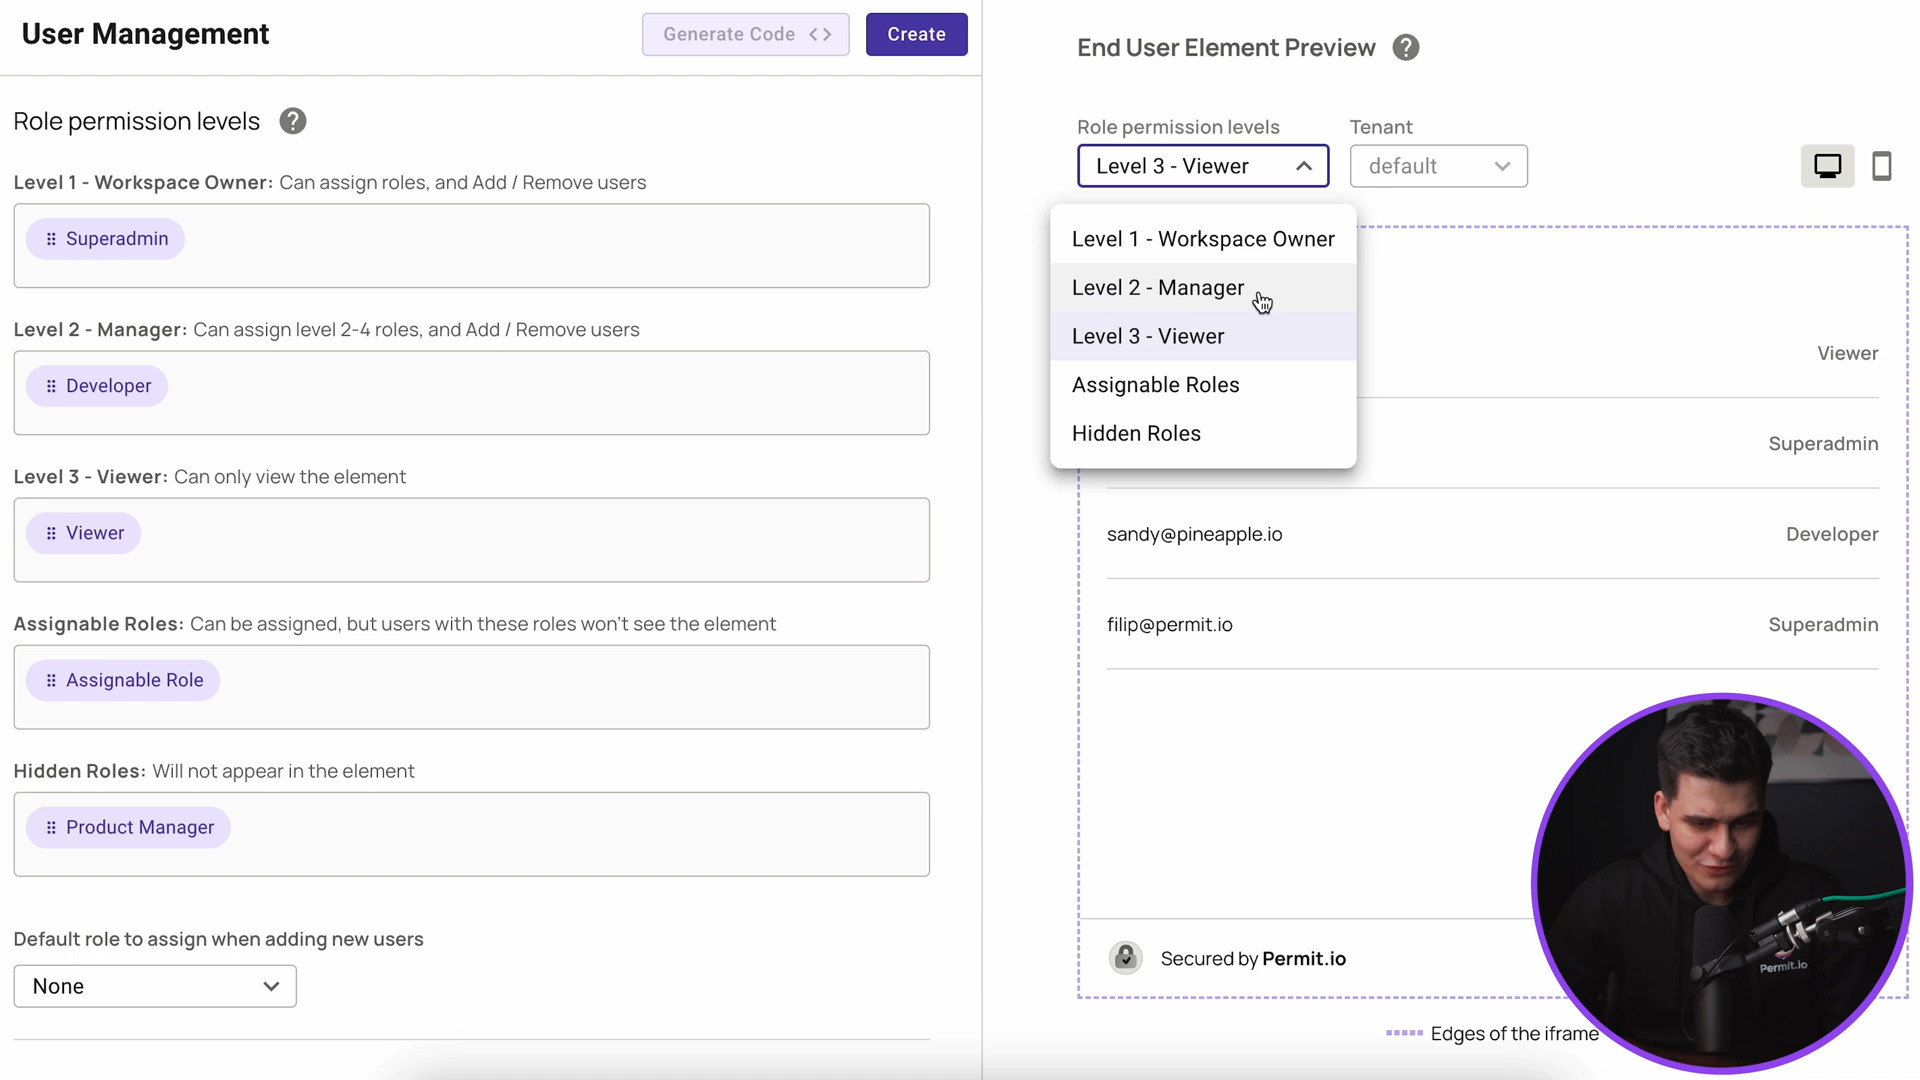 User Management
Generate Code <>
Create
Role permission levels ?
Level 1 - Workspace Owner: Can assign roles, and Add / Remove users
Superadmin
Level 2 - Manager: Can assign level 2-4 roles, and Add / Remove users
Developer
Level 3 - Viewer: Can only view the element
Viewer
Assignable Roles: Can be assigned, but users with these roles won't see the element
Assignable Role
Hidden Roles: Will not appear in the element
Product Manager
Default role to assign when adding new users
None
End User Element Preview ?
Role permission levels
Tenant
Level 3 - Viewer
default
Level 1 - Workspace Owner
Level 2 - Manager
Level 3 - Viewer
Assignable Roles
Hidden Roles
Viewer
Superadmin
sandy@pineapple.io
Developer
filip@permit.io
Superadmin
Secured by Permit.io
Edges of the iframe
Permit.io